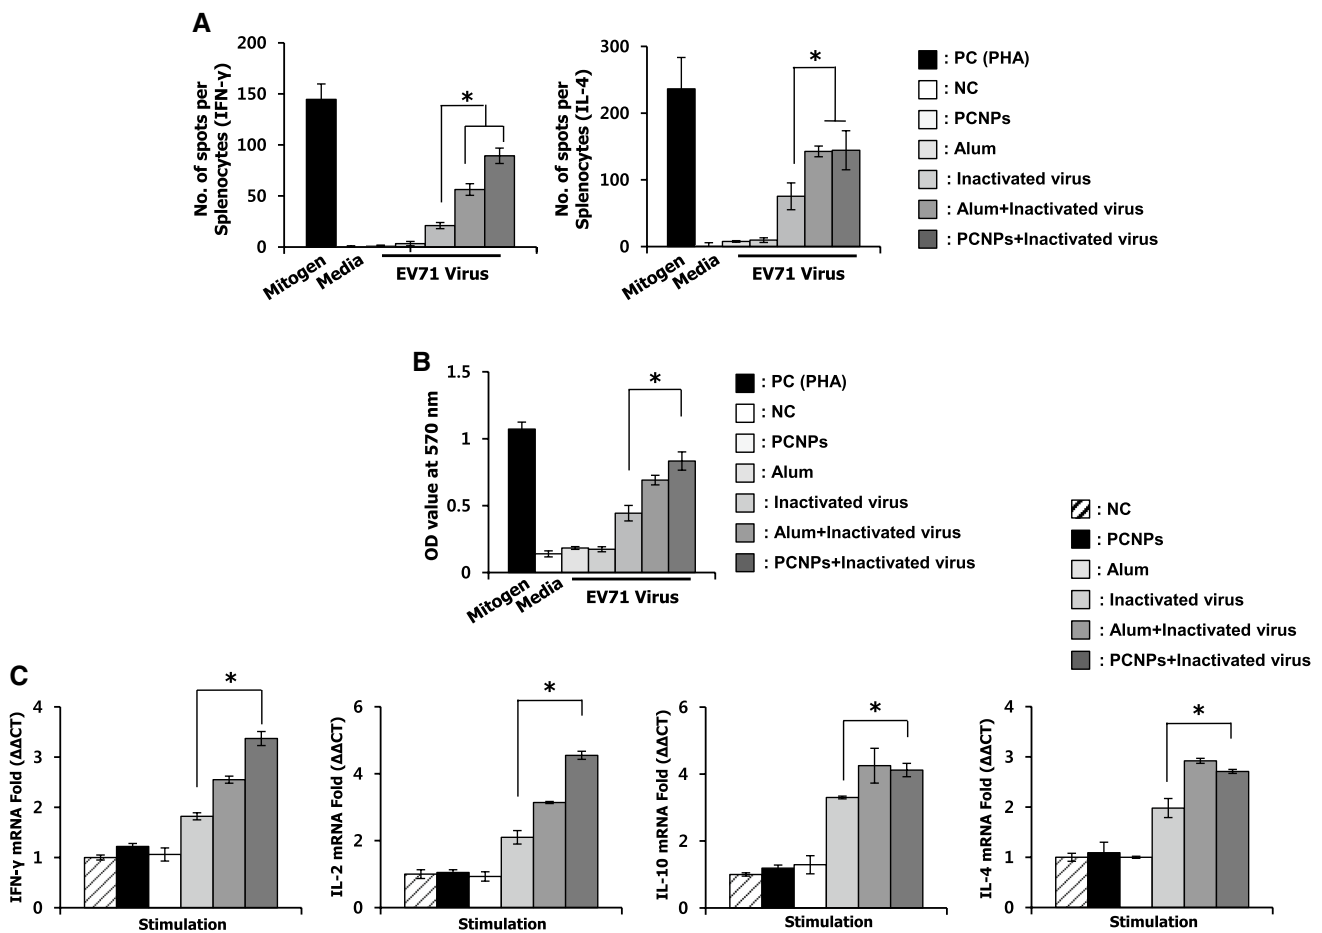 A
No. of spots per
Splenocytes (IFN-γ)
200
150
100
50
0
*
Mitogen
Media
EV71 Virus
No. of spots per
Splenocytes (IL-4)
300
200
100
0
*
Mitogen
Media
EV71 Virus
: PC (PHA)
: NC
: PCNPs
: Alum
: Inactivated virus
: Alum+Inactivated virus
: PCNPs+Inactivated virus
B
OD value at 570 nm
1.5
1
0.5
0
*
Mitogen
Media
EV71 Virus
: PC (PHA)
: NC
: PCNPs
: Alum
: Inactivated virus
: Alum+Inactivated virus
: PCNPs+Inactivated virus
: NC
: PCNPs
: Alum
: Inactivated virus
: Alum+Inactivated virus
: PCNPs+Inactivated virus
C
IFN-γ mRNA Fold (ΔΔCT)
4
3
2
1
0
*
Stimulation
IL-2 mRNA Fold (ΔΔCT)
6
4
2
0
*
Stimulation
IL-10 mRNA Fold (ΔΔCT)
6
4
2
0
*
Stimulation
IL-4 mRNA Fold (ΔΔCT)
4
3
2
1
0
*
Stimulation